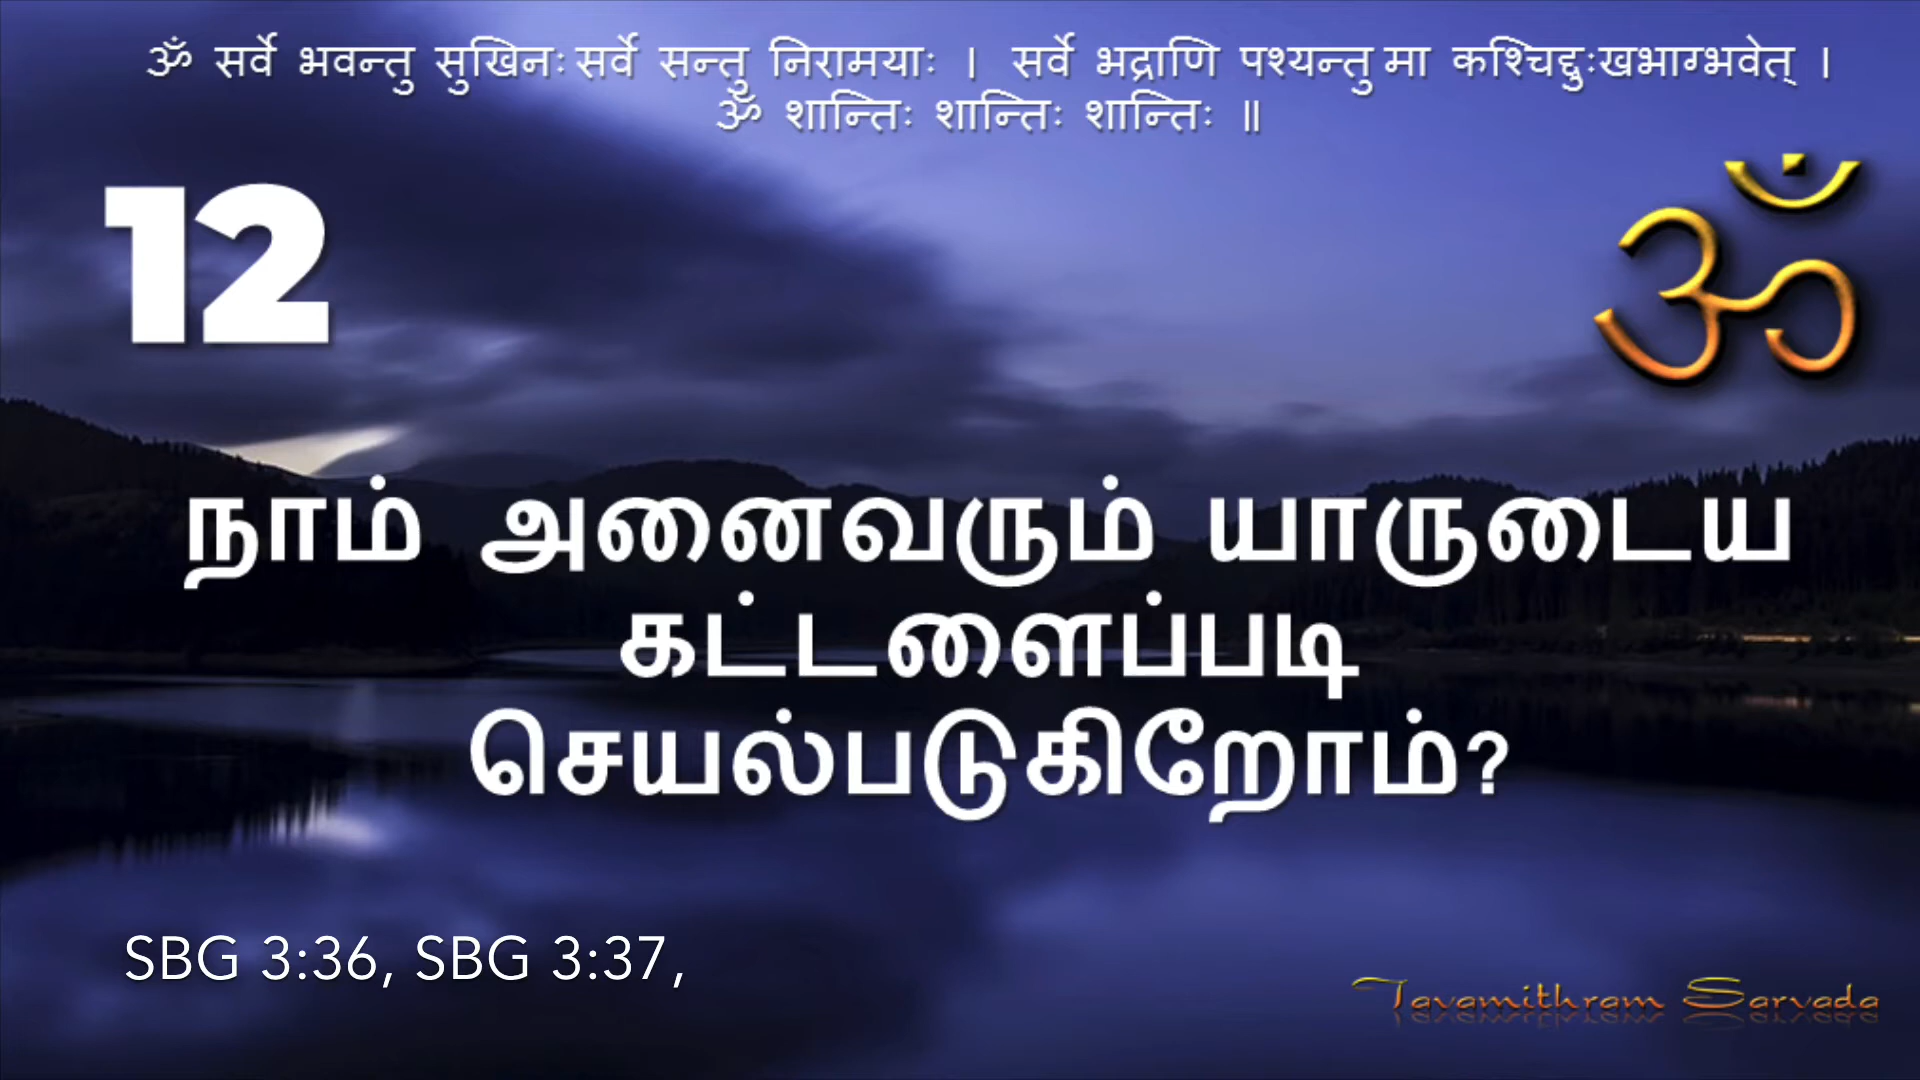 ॐ सर्वे भवन्तु सुखिनः सर्वे सन्तु निरामयाः । सर्वे भद्राणि पश्यन्तु मा कश्चिद्दुःखभाग्भवेत् ।
ॐ शान्तिः शान्तिः शान्तिः ॥
12
ॐ
நாம் அனைவரும் யாருடைய
கட்டளைப்படி
செயல்படுகிறோம்?
SBG 3:36, SBG 3:37,
Tavamithram Sarvada